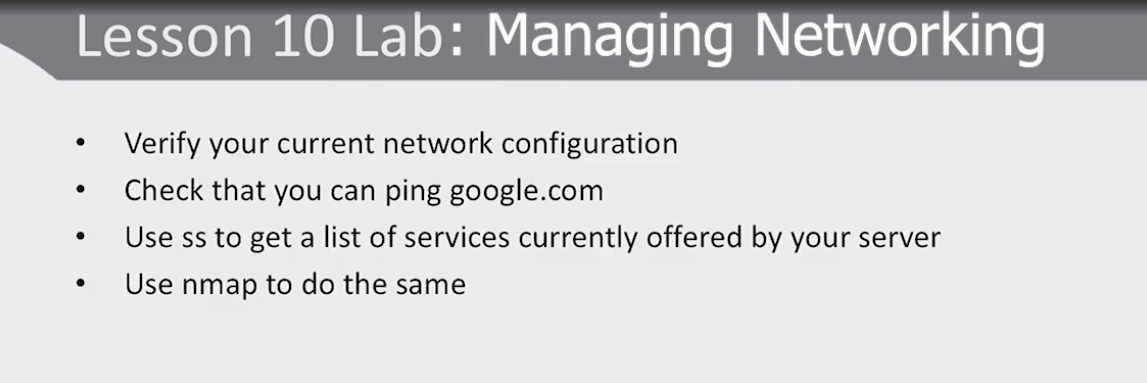 Lesson 10 Lab: Managing Networking
• Verify your current network configuration
• Check that you can ping google.com
• Use ss to get a list of services currently offered by your server
• Use nmap to do the same